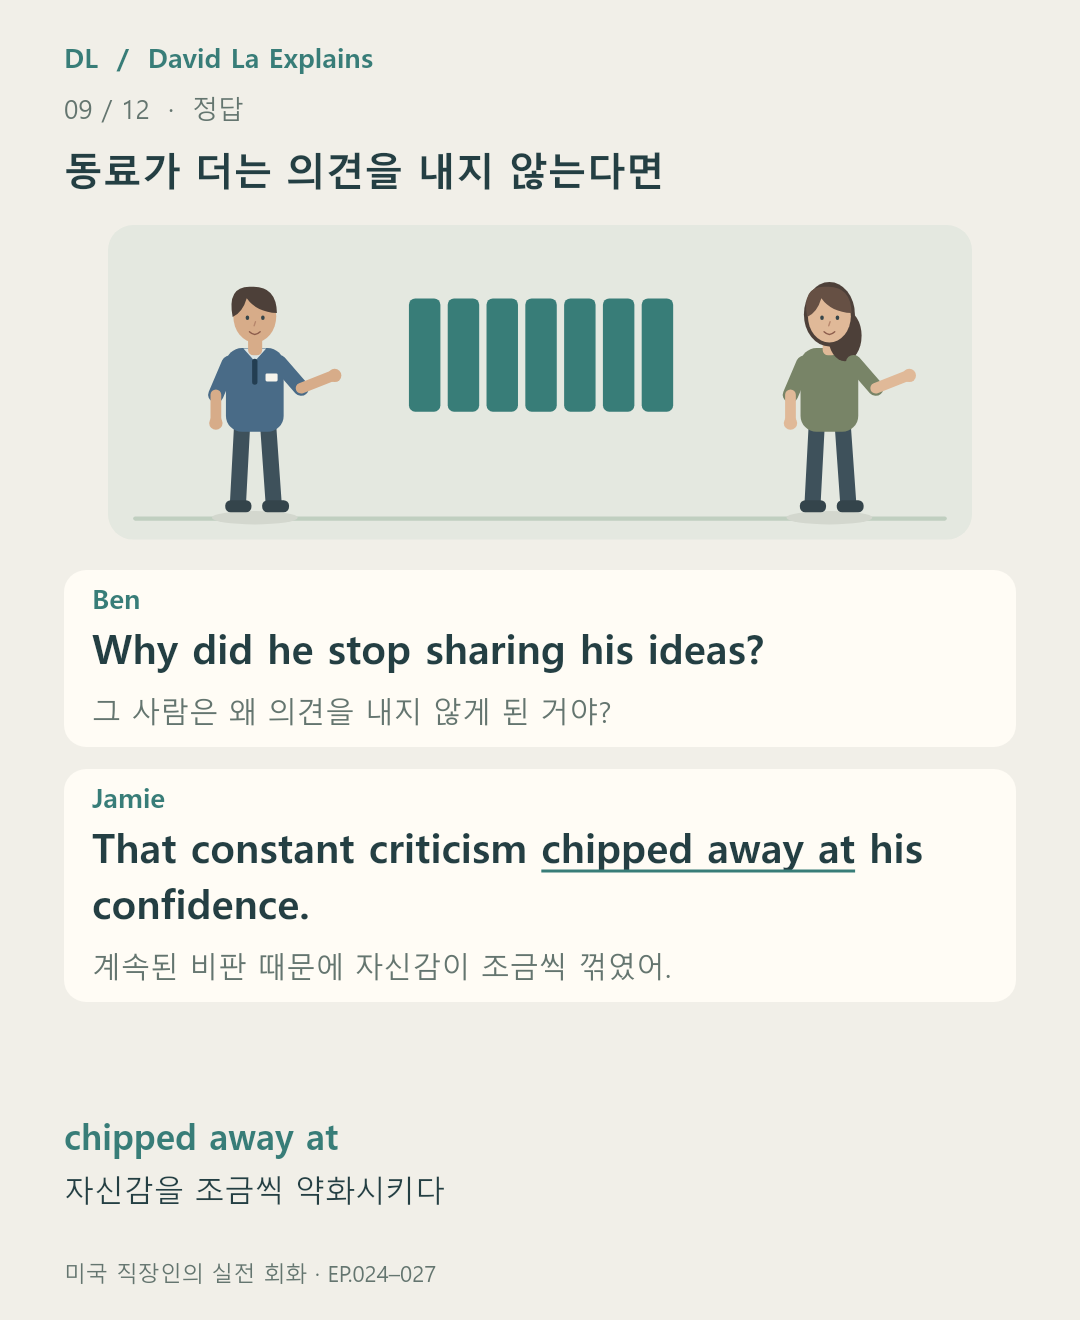 DL / David La Explains
09 / 12 · 정답
동료가 더는 의견을 내지 않는다면
Ben
Why did he stop sharing his ideas?
그 사람은 왜 의견을 내지 않게 된 거야?
Jamie
That constant criticism chipped away at his
confidence.
계속된 비판 때문에 자신감이 조금씩 꺾였어.
chipped away at
자신감을 조금씩 약화시키다
미국 직장인의 실전 회화 · EP.024–027